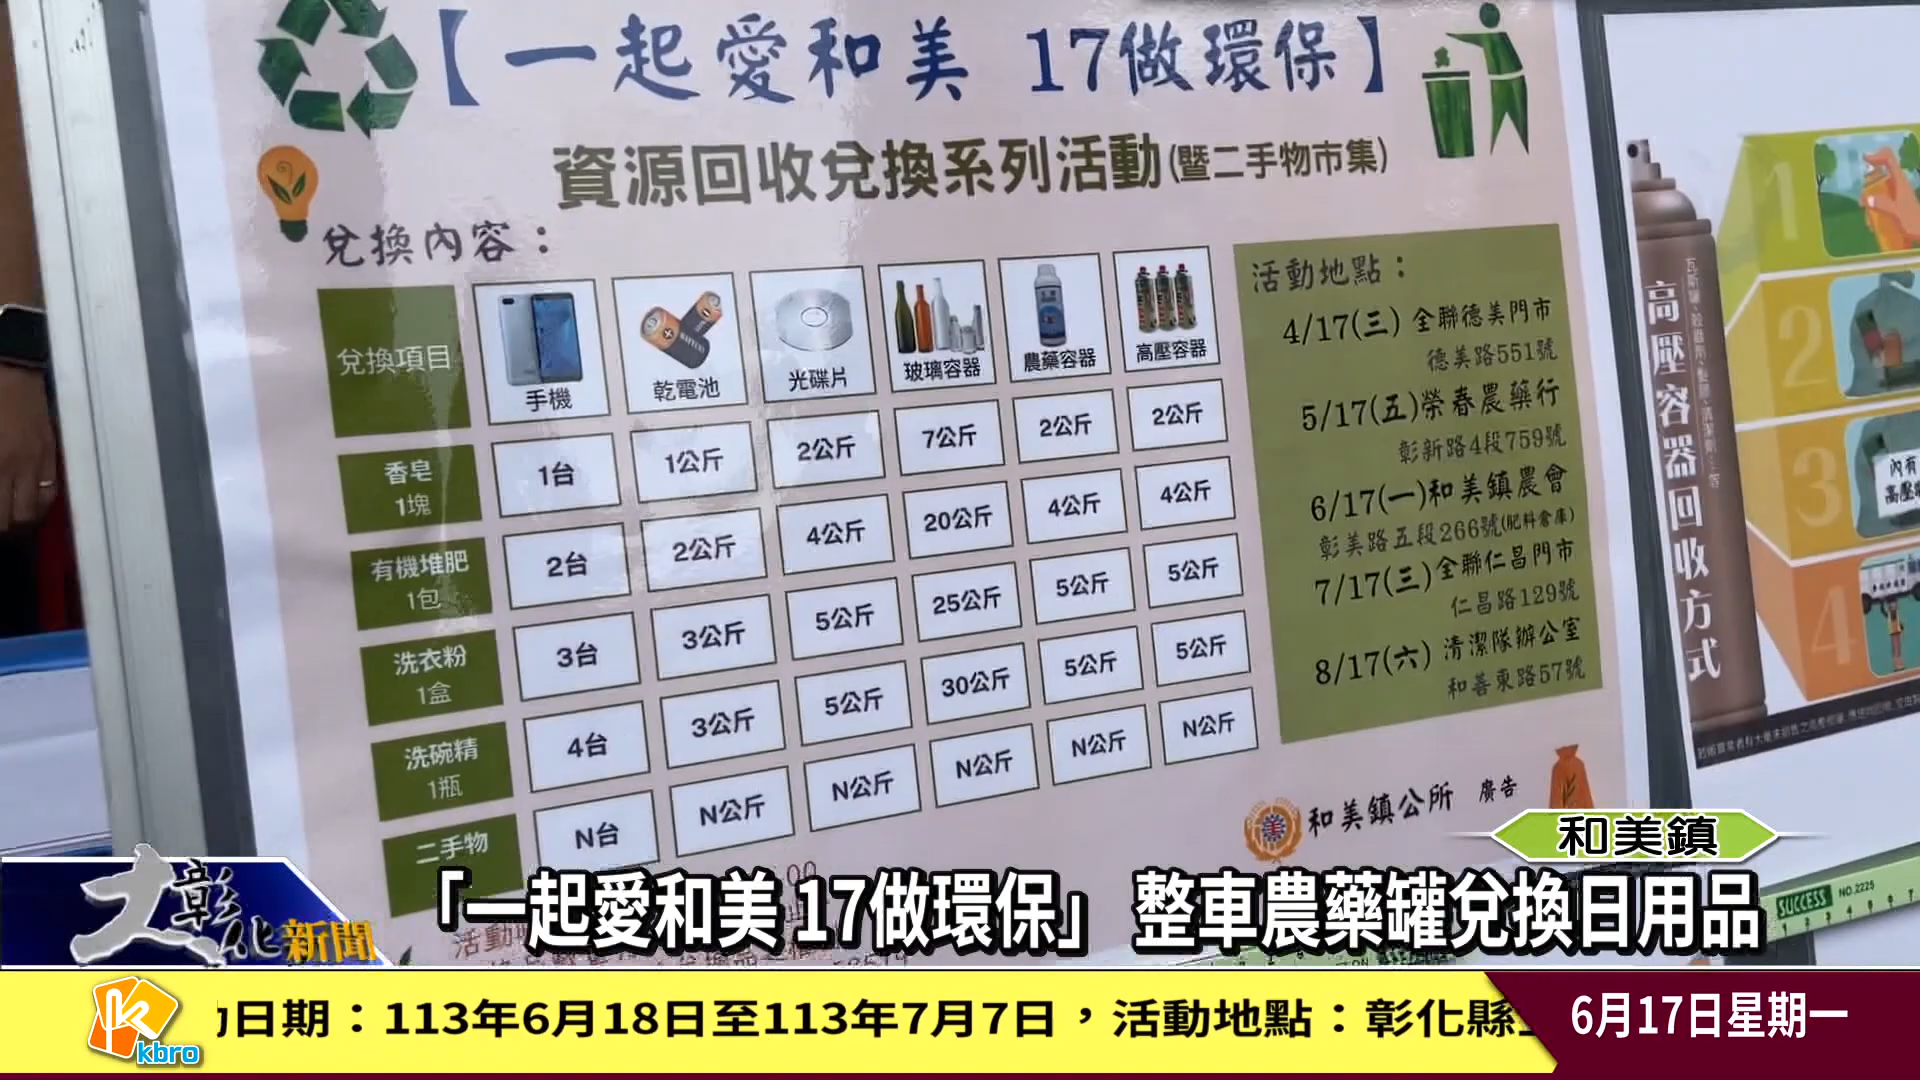 【一起愛和美 17做環保】
資源回收兌換系列活動(暨二手物市集)
兌換內容：
兌換項目 手機 乾電池 光碟片 玻璃容器 農藥容器 高壓容器
香皂 1塊 1台 1公斤 2公斤 7公斤 2公斤 2公斤
有機堆肥 1包 2台 2公斤 4公斤 20公斤 4公斤 4公斤
洗衣粉 1盒 3台 3公斤 5公斤 25公斤 5公斤 5公斤
洗碗精 1瓶 4台 3公斤 5公斤 30公斤 5公斤 5公斤
二手物 N台 N公斤 N公斤 N公斤 N公斤 N公斤
活動地點：
4/17(三) 全聯德美門市
德美路551號
5/17(五)榮春農藥行
彰新路4段759號
6/17(一)和美鎮農會
彰美路五段266號(肥料倉庫)
7/17(三)全聯仁昌門市
仁昌路129號
8/17(六) 清潔隊辦公室
和善東路57號
和美鎮公所 廣告
高壓容器回收方式
1
2
3
內有
4
SUCCESS NO.2225
和美鎮
大彰化新聞
「一起愛和美 17做環保」 整車農藥罐兌換日用品
kbro
日期：113年6月18日至113年7月7日，活動地點：彰化縣
6月17日星期一